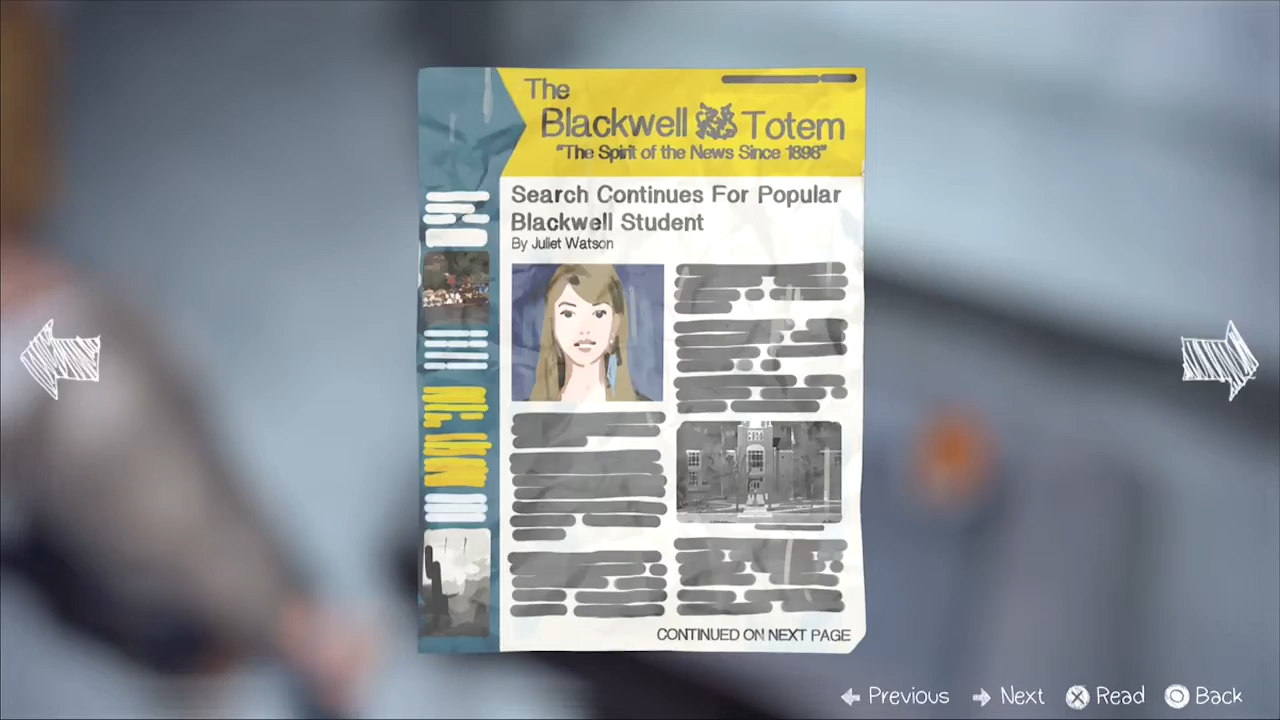 The
Blackwell Totem
"The Spirit of the News Since 1898"
Search Continues For Popular
Blackwell Student
By Juliet Watson
CONTINUED ON NEXT PAGE
Previous Next Read Back